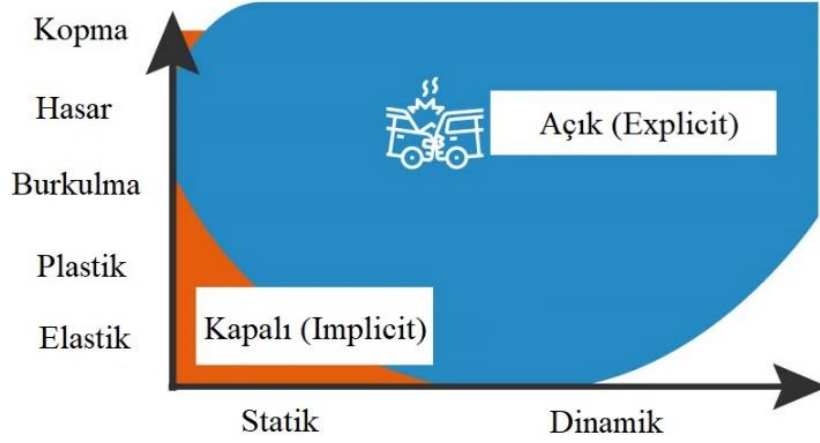 Kopma
Hasar
Açık (Explicit)
Burkulma
Plastik
Elastik
Kapalı (Implicit)
Statik
Dinamik